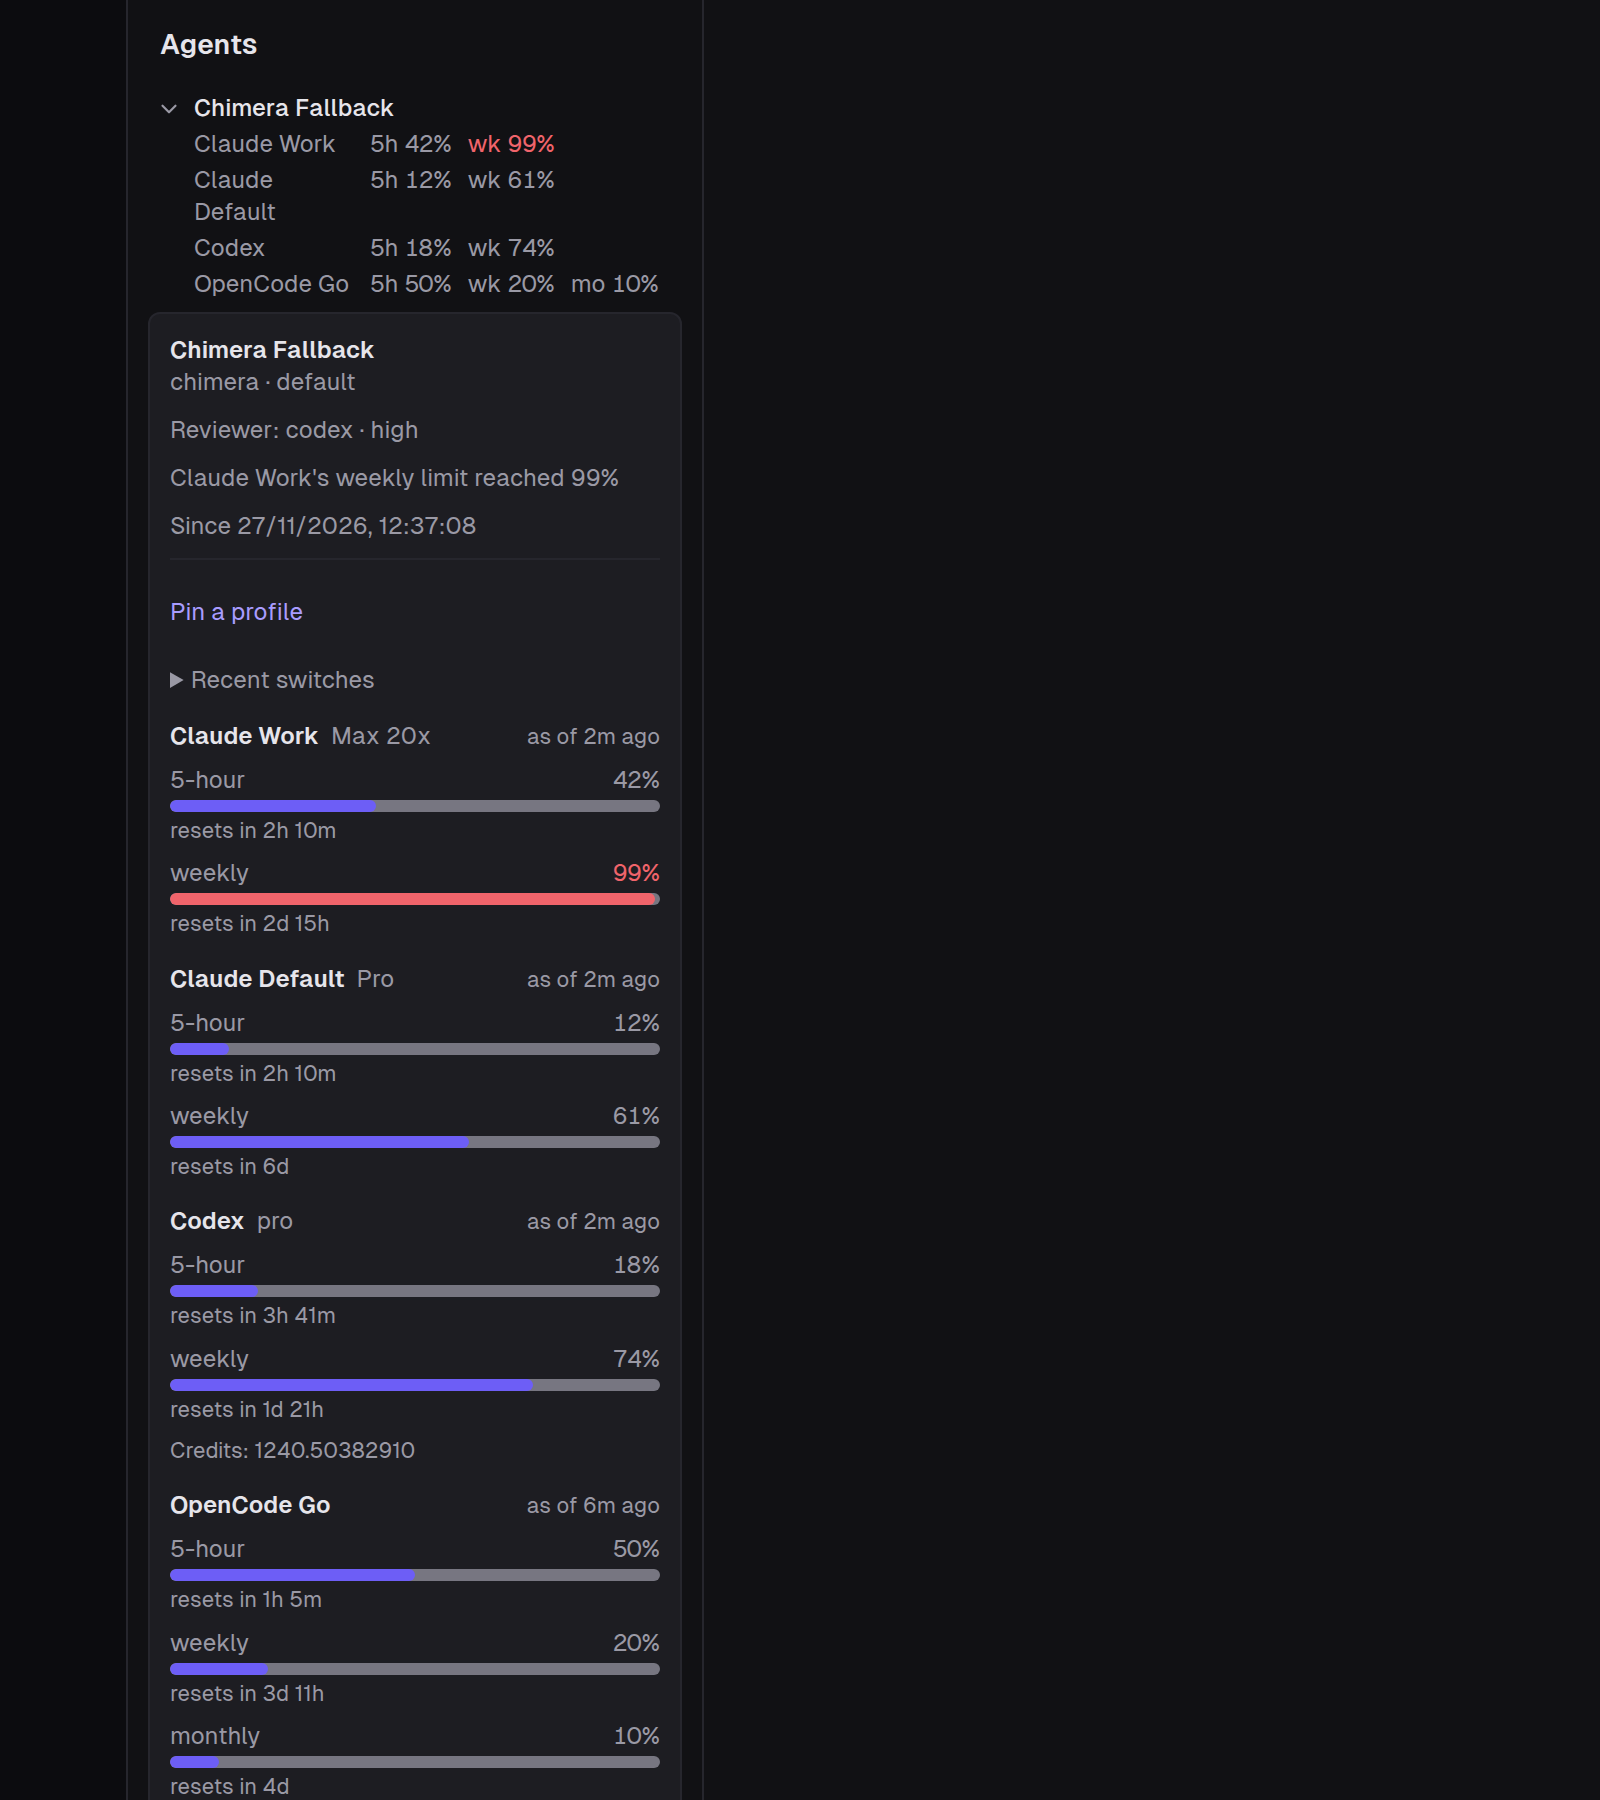 Agents
Chimera Fallback
Claude Work 5h 42% wk 99%
Claude 5h 12% wk 61%
Default
Codex 5h 18% wk 74%
OpenCode Go 5h 50% wk 20% mo 10%
Chimera Fallback
chimera · default
Reviewer: codex · high
Claude Work's weekly limit reached 99%
Since 27/11/2026, 12:37:08
Pin a profile
Recent switches
Claude Work Max 20x as of 2m ago
5-hour 42%
resets in 2h 10m
weekly 99%
resets in 2d 15h
Claude Default Pro as of 2m ago
5-hour 12%
resets in 2h 10m
weekly 61%
resets in 6d
Codex pro as of 2m ago
5-hour 18%
resets in 3h 41m
weekly 74%
resets in 1d 21h
Credits: 1240.50382910
OpenCode Go as of 6m ago
5-hour 50%
resets in 1h 5m
weekly 20%
resets in 3d 11h
monthly 10%
resets in 4d